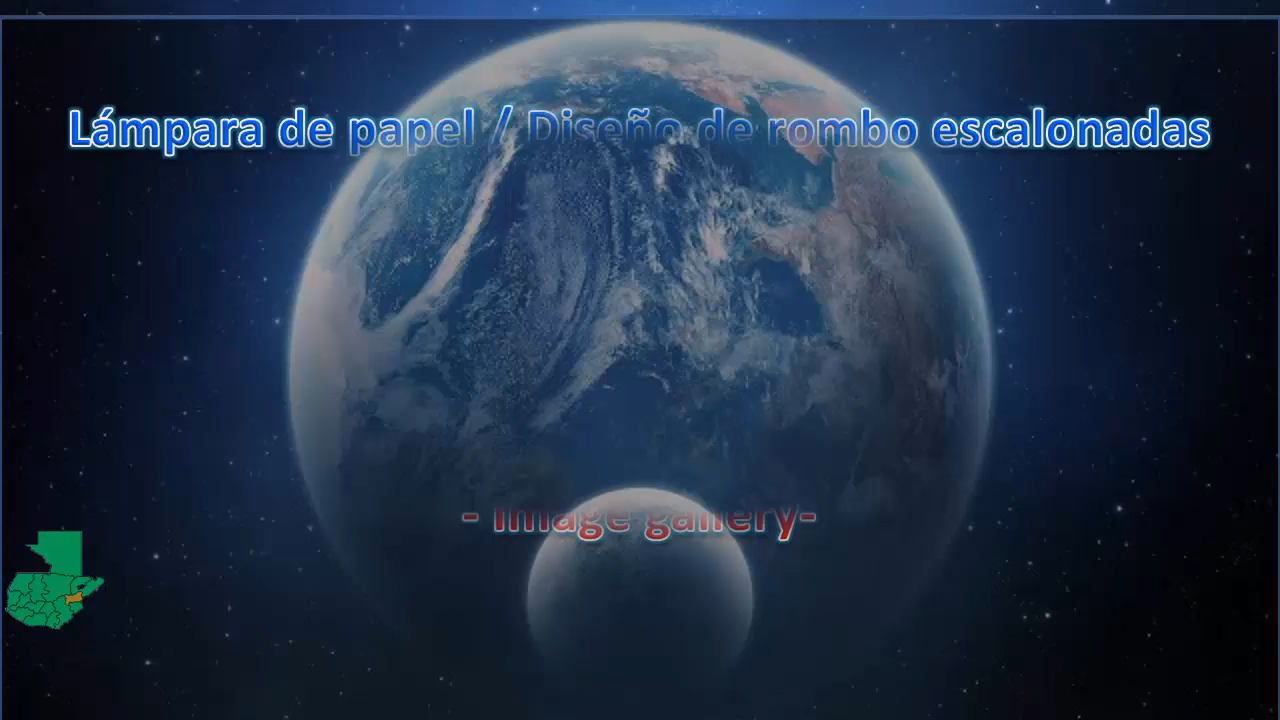 Lámpara de papel / Diseño de rombo escalonadas
- Image gallery-